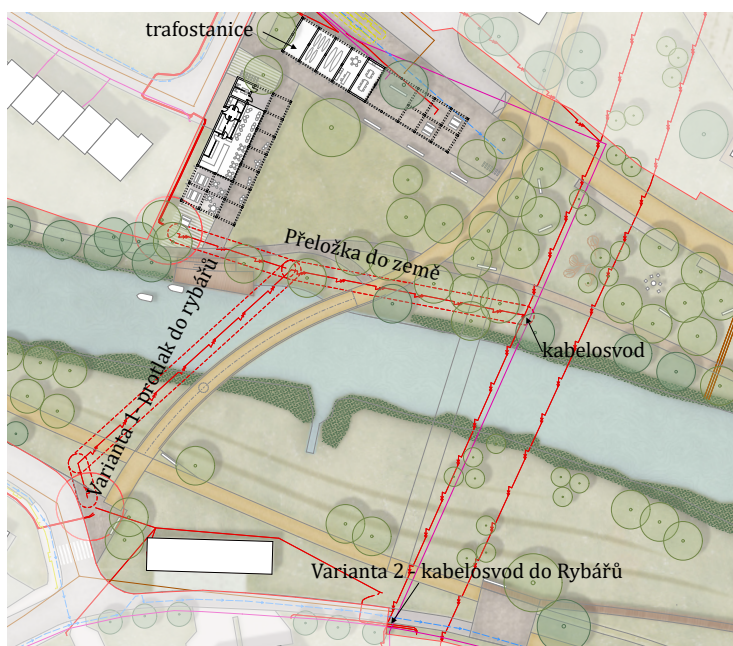 trafostanice
Přeložka do země
kabelosvod
Varianta 1- protlak do rybářů
Varianta 2 - kabelosvod do Rybářů